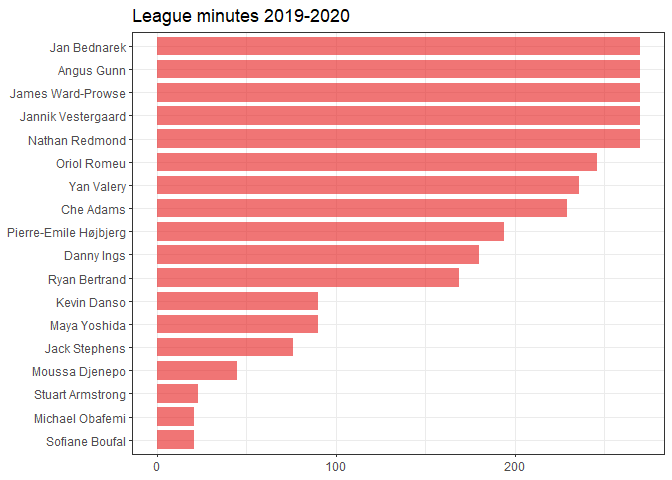 League minutes 2019-2020
Jan Bednarek
Angus Gunn
James Ward-Prowse
Jannik Vestergaard
Nathan Redmond
Oriol Romeu
Yan Valery
Che Adams
Pierre-Emile Højbjerg
Danny Ings
Ryan Bertrand
Kevin Danso
Maya Yoshida
Jack Stephens
Moussa Djenepo
Stuart Armstrong
Michael Obafemi
Sofiane Boufal
0 100 200